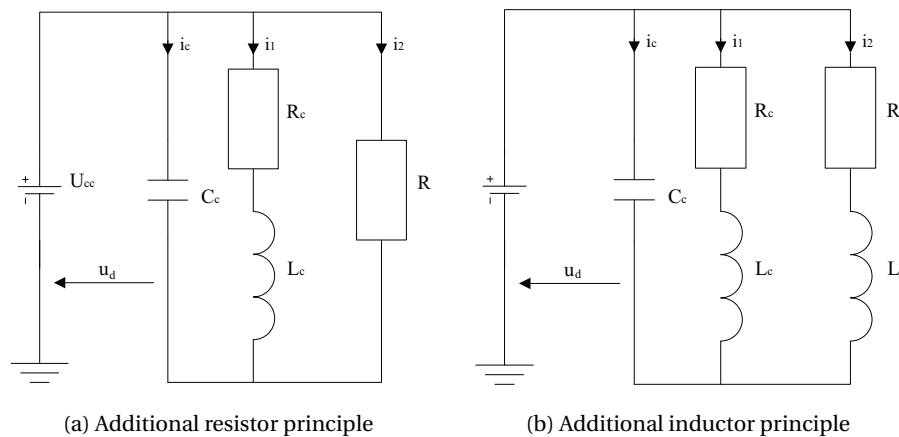 ic i1 i2
Rc
R
+
−
Ucc
Cc
ud
Lc
(a) Additional resistor principle
ic i1 i2
Rc R
+
−
Cc
ud
Lc L
(b) Additional inductor principle